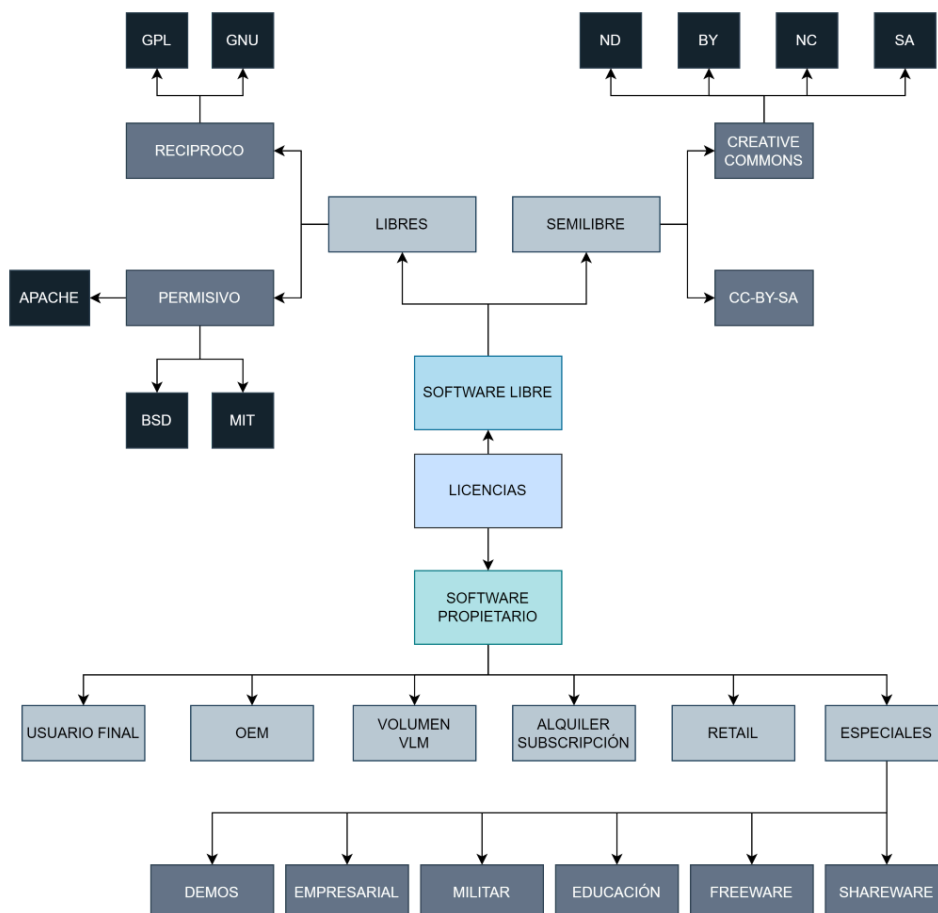 GPL
GNU
ND
BY
NC
SA
RECIPROCO
CREATIVE
COMMONS
LIBRES
SEMILIBRE
APACHE
PERMISIVO
CC-BY-SA
SOFTWARE LIBRE
BSD
MIT
LICENCIAS
SOFTWARE
PROPIETARIO
USUARIO FINAL
OEM
VOLUMEN
VLM
ALQUILER
SUBSCRIPCIÓN
RETAIL
ESPECIALES
DEMOS
EMPRESARIAL
MILITAR
EDUCACIÓN
FREEWARE
SHAREWARE